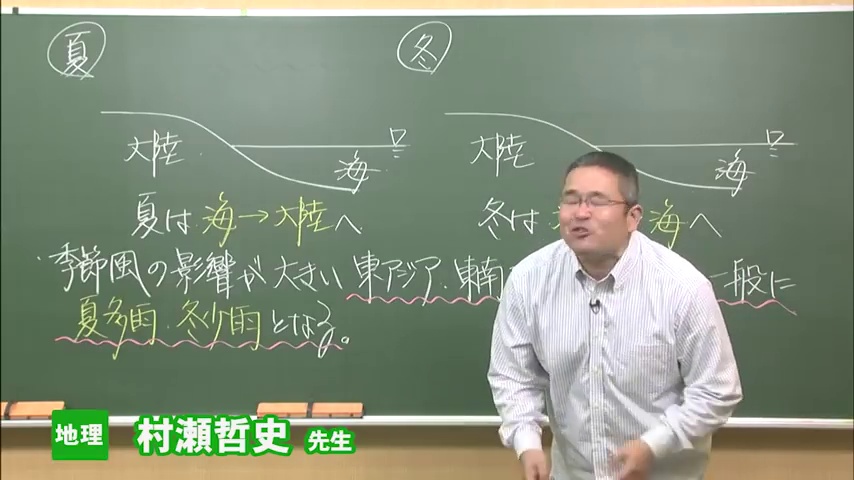 夏
冬
大陸
海
大陸
海
夏は 海→大陸へ
冬は 海へ
季節風の影響が大きい 東アジア・東南 一般に
夏多雨・冬少雨となる。
地理 村瀬哲史 先生